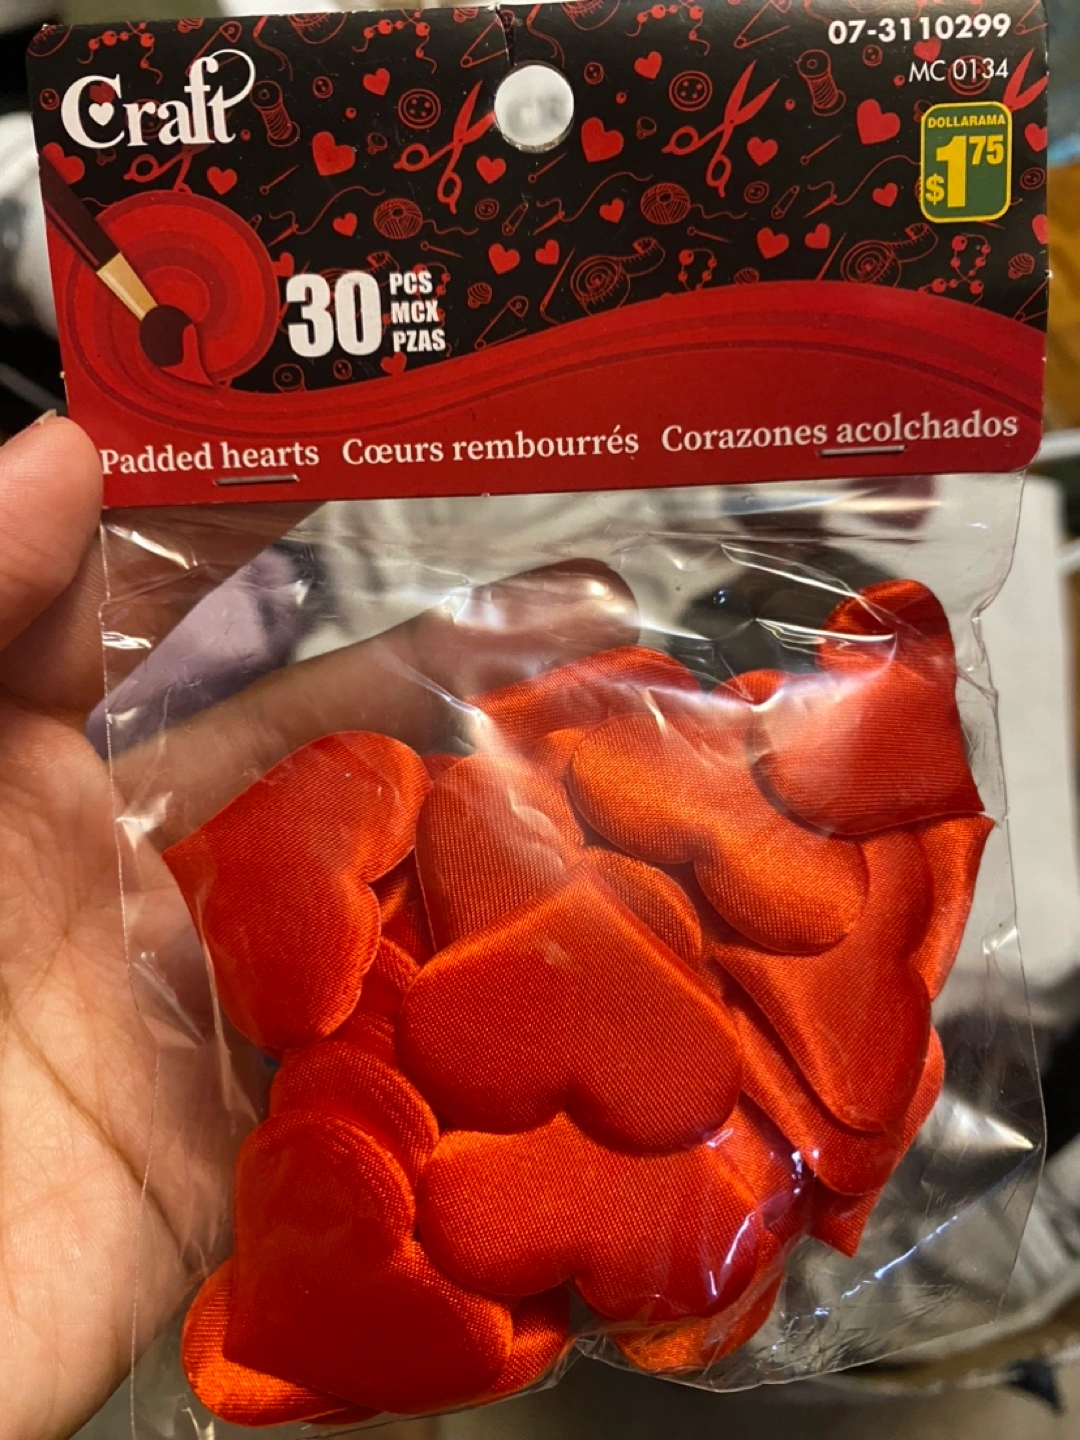 07-3110299
MC 0134
Craft
DOLLARAMA
$1.75
30 PCS
MCX
PZAS
Padded hearts Cœurs rembourrés Corazones acolchados